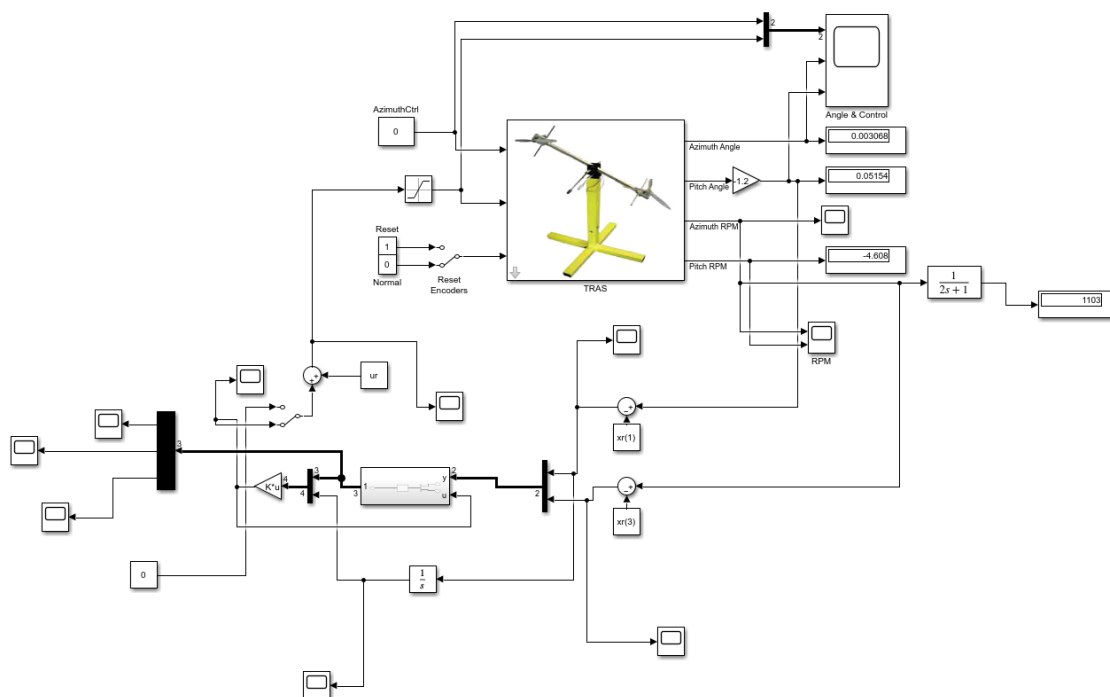 2
2
AzimuthCtrl
0
Angle & Control
Azimuth Angle
0.003068
Pitch Angle
-1.2
0.05154
Reset
1
0
Normal
Reset
Encoders
Azimuth RPM
Pitch RPM
-4.608
TRAS
1
2s + 1
1103
RPM
+
+
ur
−
+
xr(1)
3
K*u
4
3
4
3
1
y
u
2
2
−
+
xr(3)
0
1
s